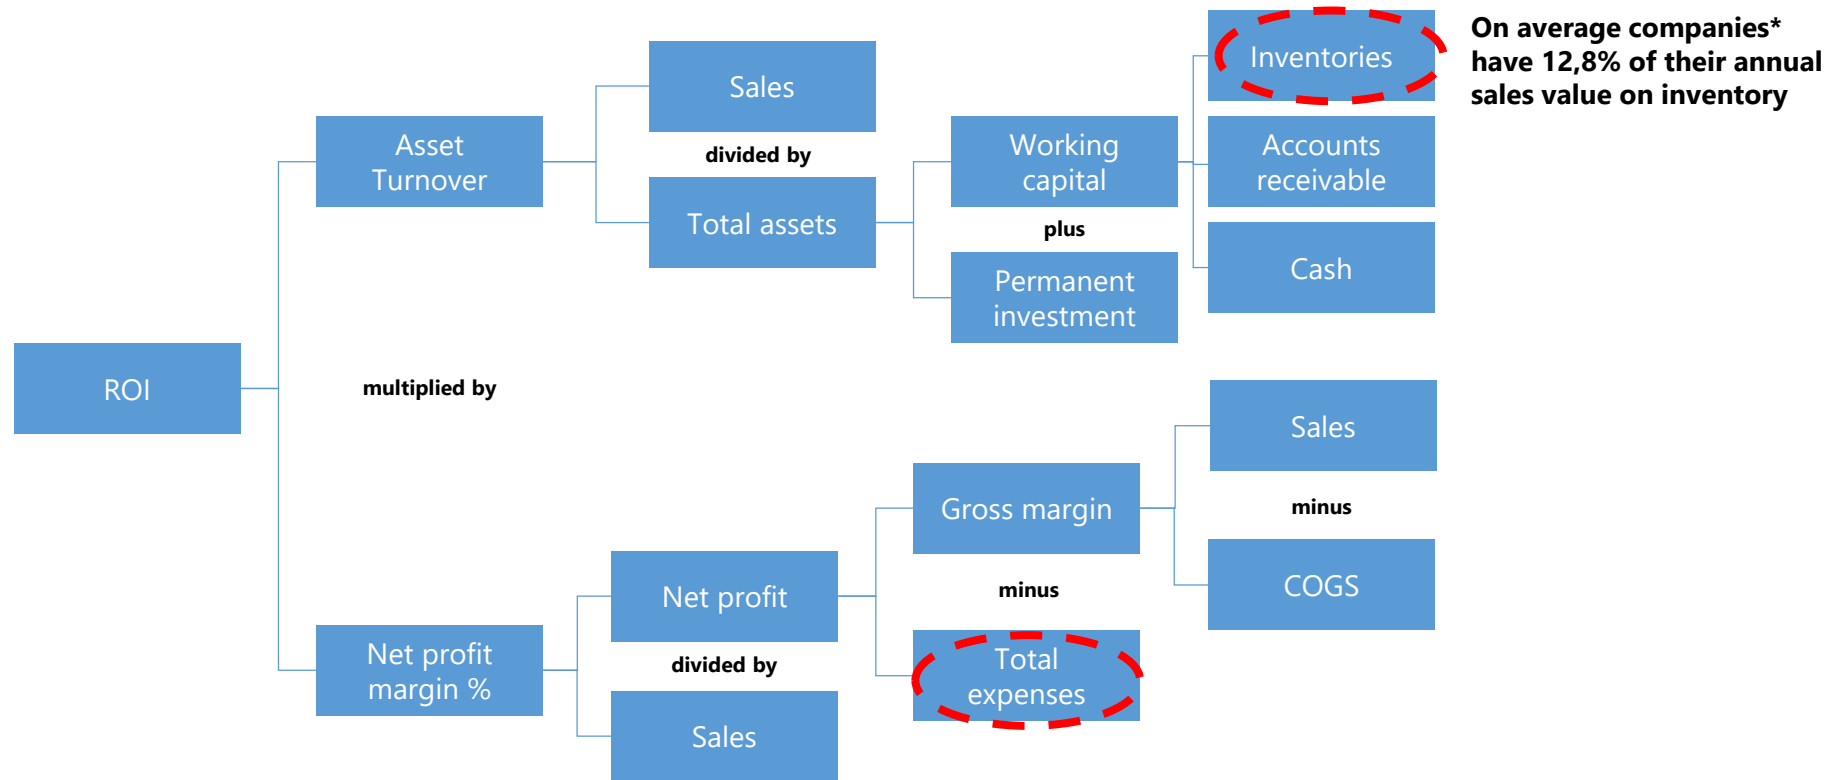 Inventories
On average companies*
have 12,8% of their annual
sales value on inventory
Sales
Asset
Turnover
divided by
Working
capital
Accounts
receivable
Total assets
plus
Cash
Permanent
investment
ROI
multiplied by
Sales
Gross margin
minus
Net profit
minus
COGS
Net profit
margin %
divided by
Total
expenses
Sales